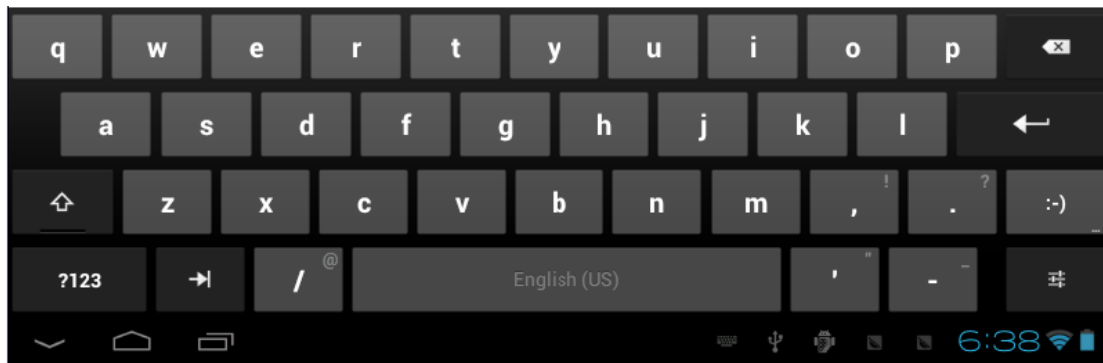 q w e r t y u i o p
a s d f g h j k l
z x c v b n m , ! . ? :-)
?123 / @ English (US) ' " - _
6:38